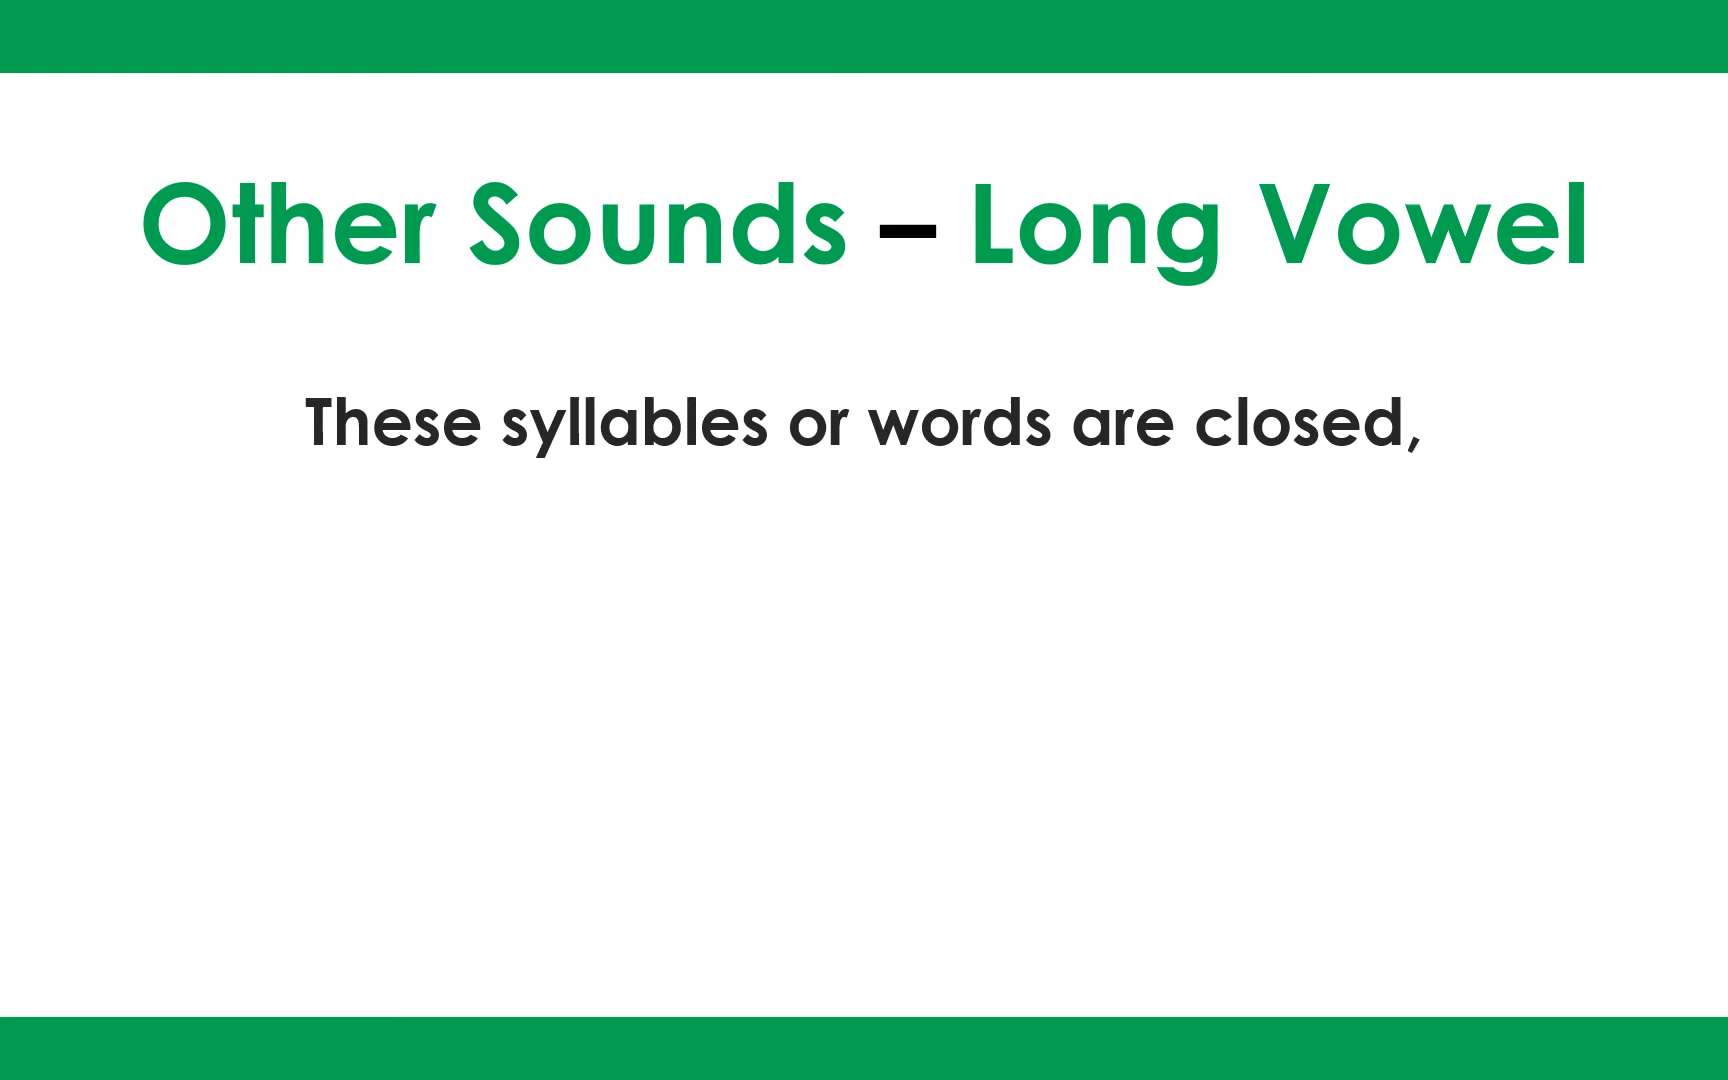 Other Sounds – Long Vowel
These syllables or words are closed,